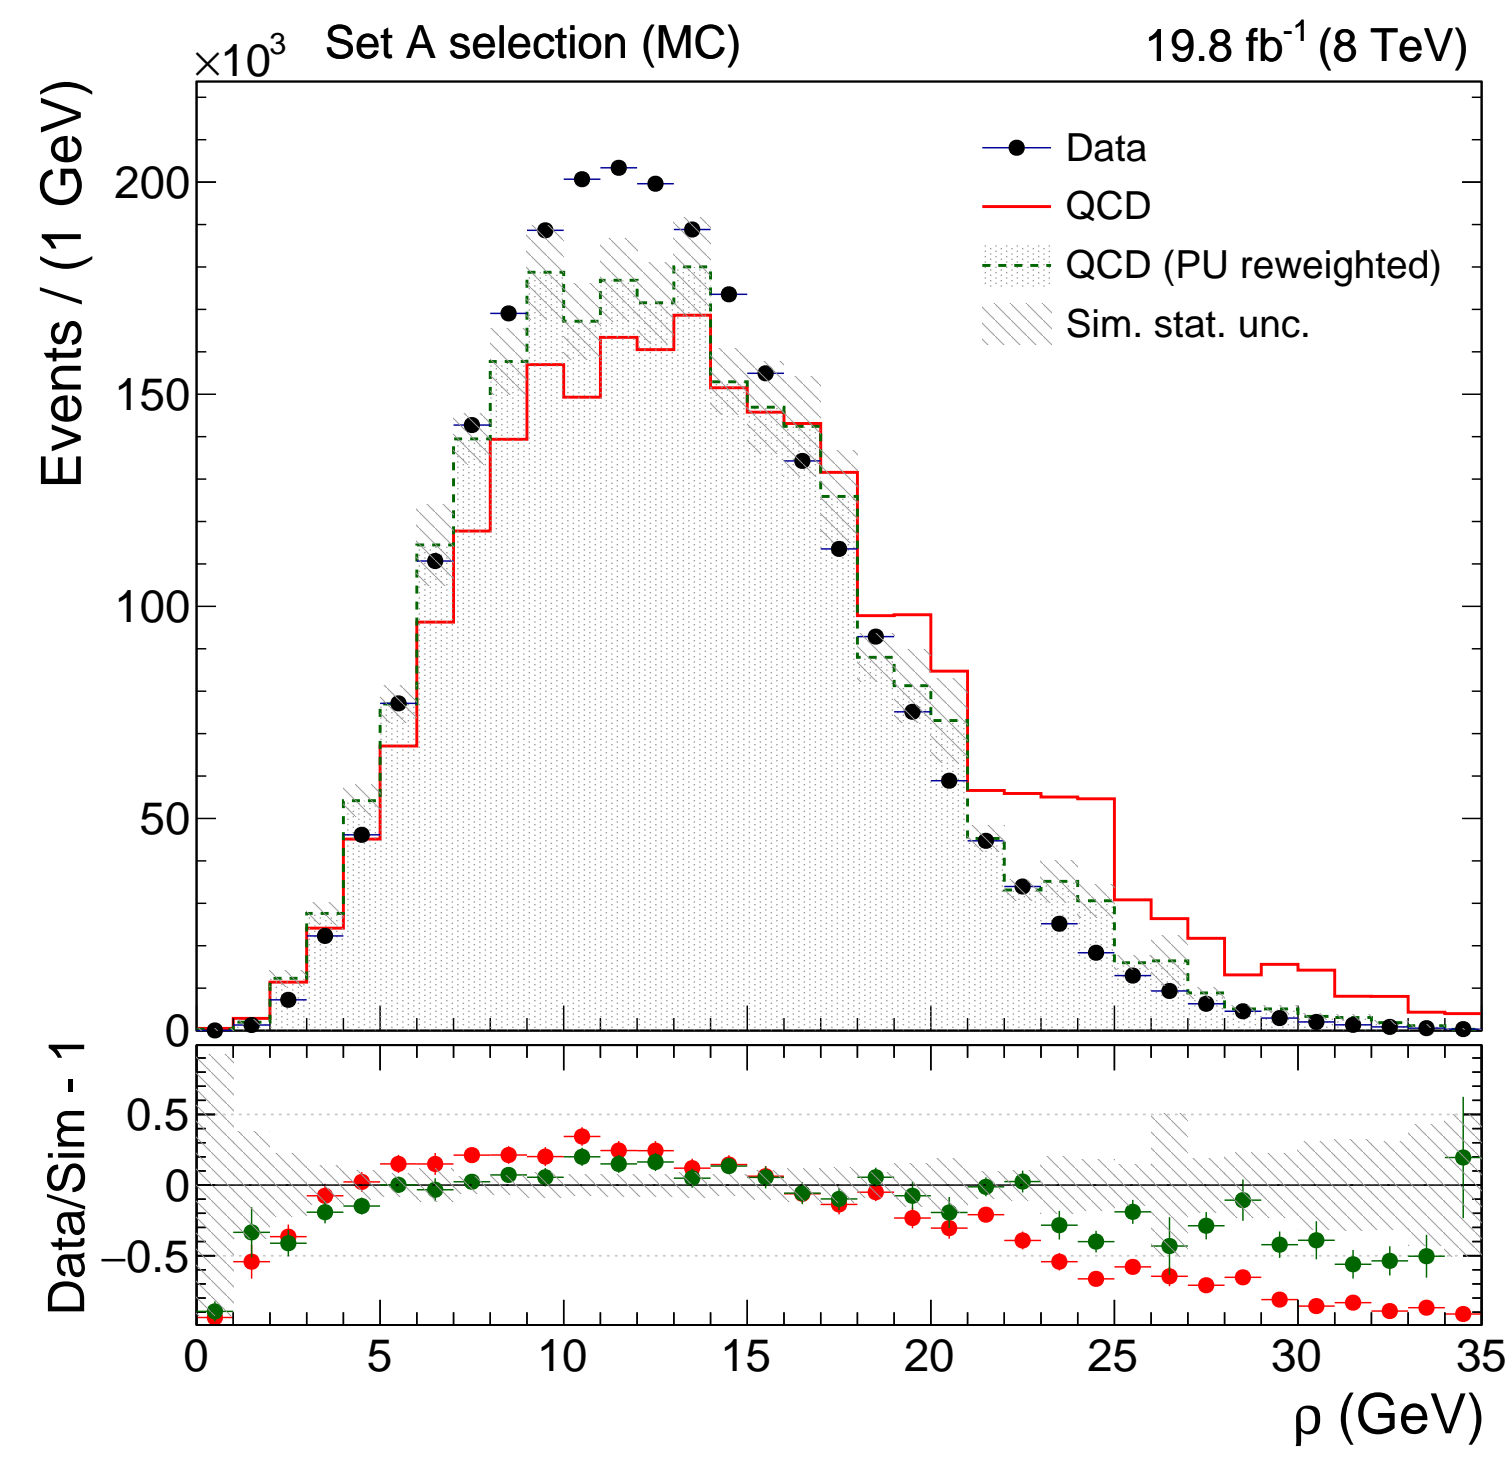 ×10³ Set A selection (MC) 19.8 fb⁻¹ (8 TeV)
Events / (1 GeV)
200
150
100
50
0
Data
QCD
QCD (PU reweighted)
Sim. stat. unc.
Data/Sim - 1
0.5
0
−0.5
0 5 10 15 20 25 30 35
ρ (GeV)